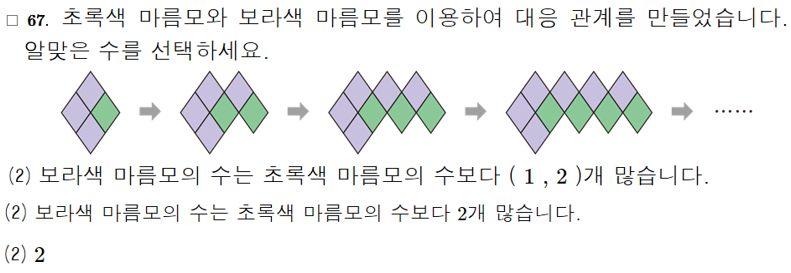 □ 67. 초록색 마름모와 보라색 마름모를 이용하여 대응 관계를 만들었습니다.
알맞은 수를 선택하세요.
……
(2) 보라색 마름모의 수는 초록색 마름모의 수보다 ( 1 , 2 )개 많습니다.
(2) 보라색 마름모의 수는 초록색 마름모의 수보다 2개 많습니다.
(2) 2